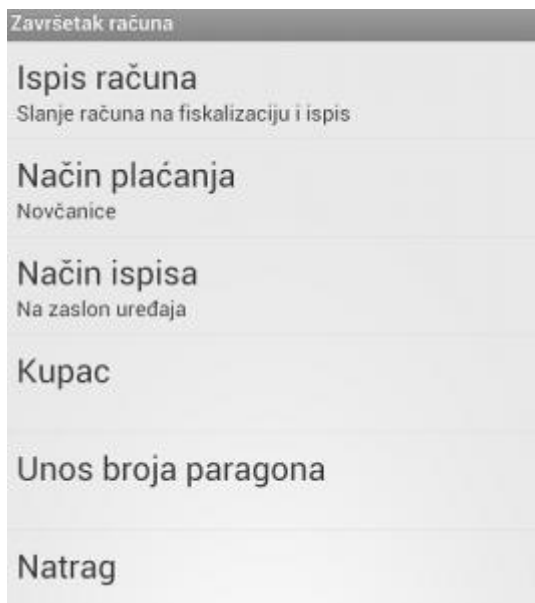 Završetak računa
Ispis računa
Slanje računa na fiskalizaciju i ispis
Način plaćanja
Novčanice
Način ispisa
Na zaslon uređaja
Kupac
Unos broja paragona
Natrag